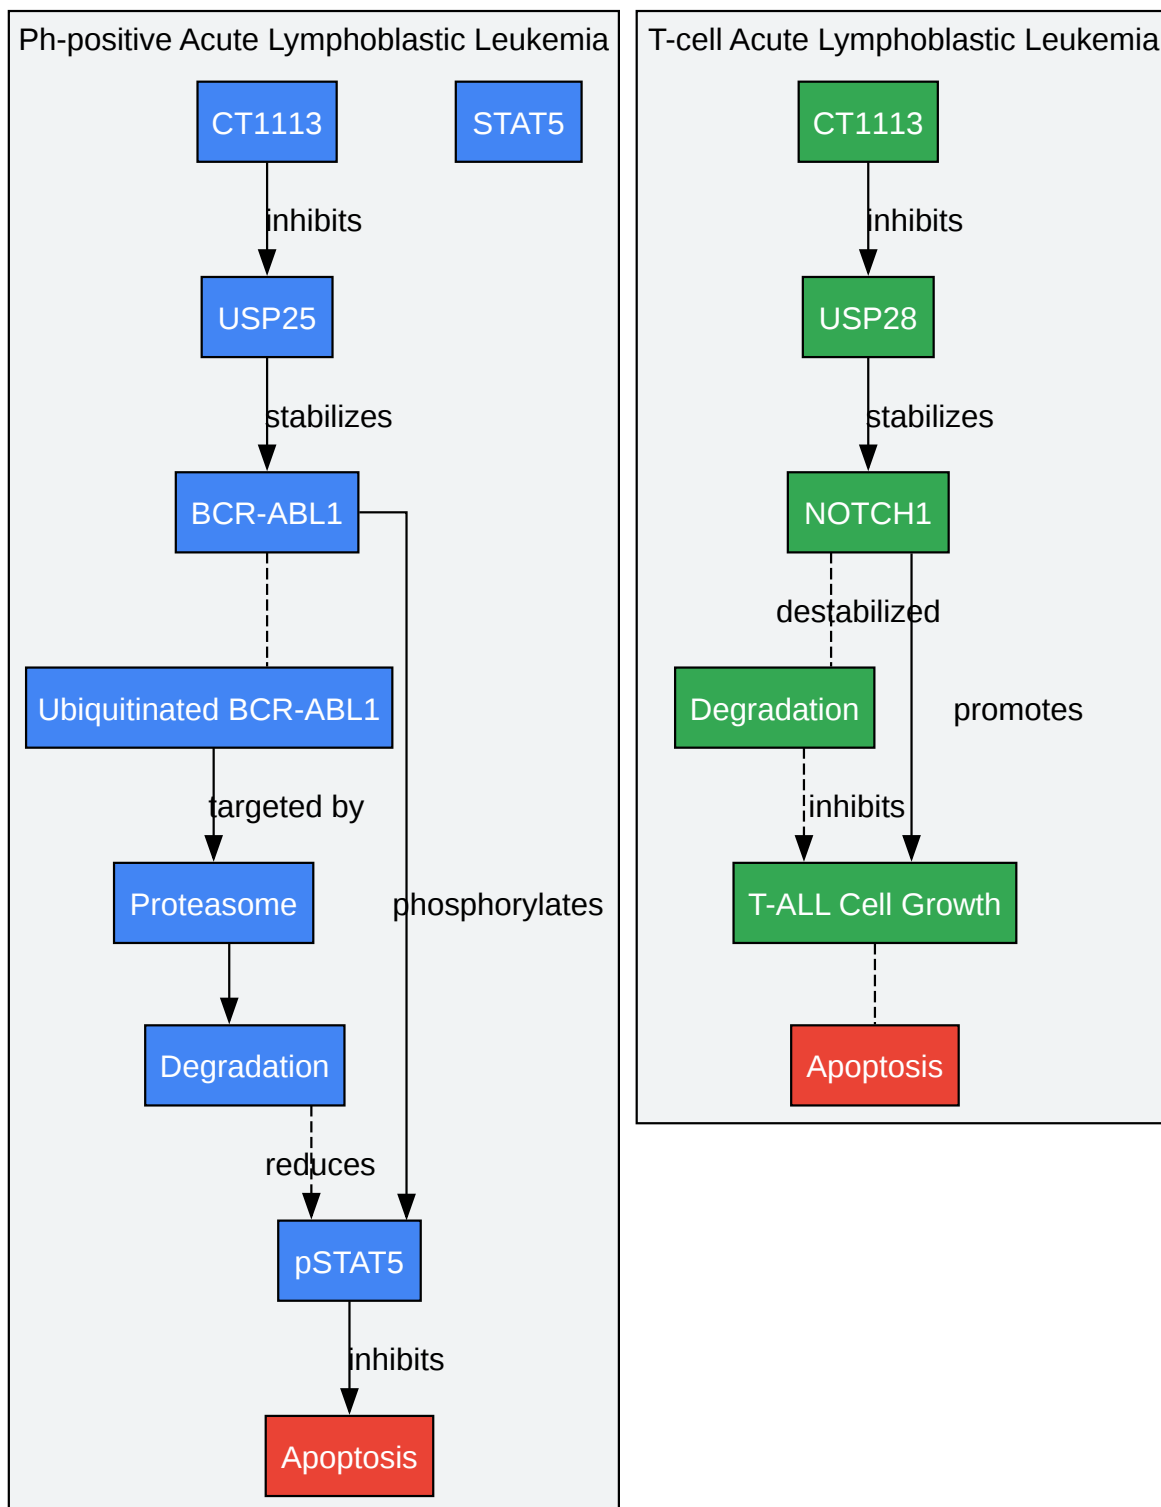 Ph-positive Acute Lymphoblastic Leukemia
CT1113
STAT5
inhibits
USP25
stabilizes
BCR-ABL1
Ubiquitinated BCR-ABL1
targeted by
Proteasome
phosphorylates
Degradation
reduces
pSTAT5
inhibits
Apoptosis
T-cell Acute Lymphoblastic Leukemia
CT1113
inhibits
USP28
stabilizes
NOTCH1
destabilized
Degradation
promotes
inhibits
T-ALL Cell Growth
Apoptosis